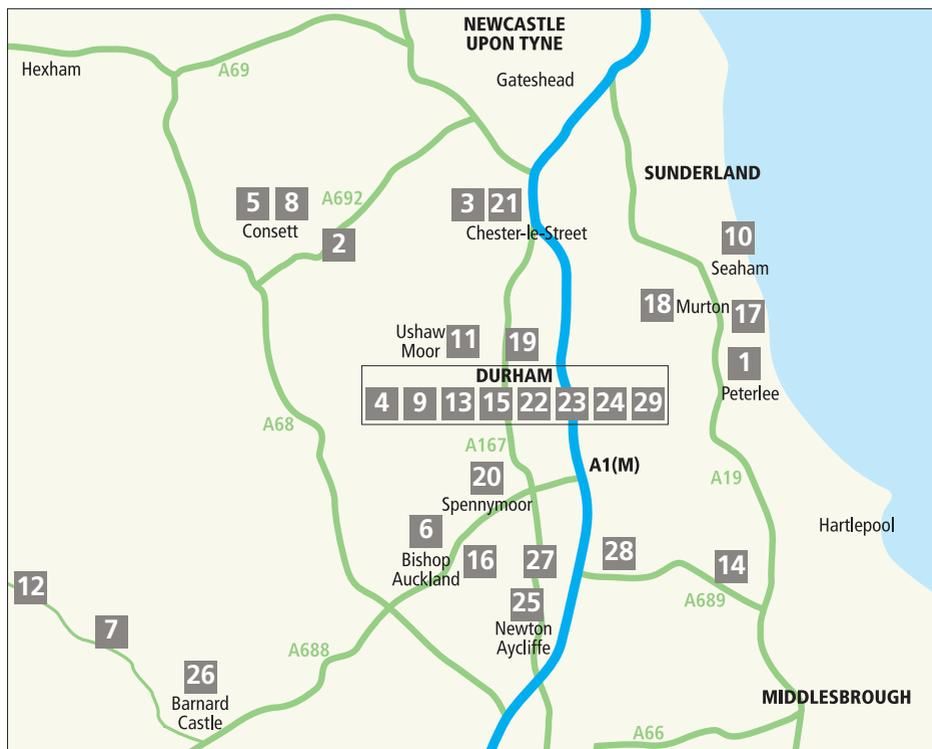 NEWCASTLE
UPON TYNE
Hexham
A69
Gateshead
SUNDERLAND
5 8
A692
3 21
Consett
2
Chester-le-Street
10
Seaham
18 Murton 17
Ushaw
Moor
11
19
1
Peterlee
DURHAM
4 9 13 15 22 23 24 29
A68
A167
A1(M)
20
Spennymoor
A19
6
Bishop
Auckland
16
27
28
14
Hartlepool
12
25
Newton
Aycliffe
A689
7
A688
26
Barnard
Castle
MIDDLESBROUGH
A66